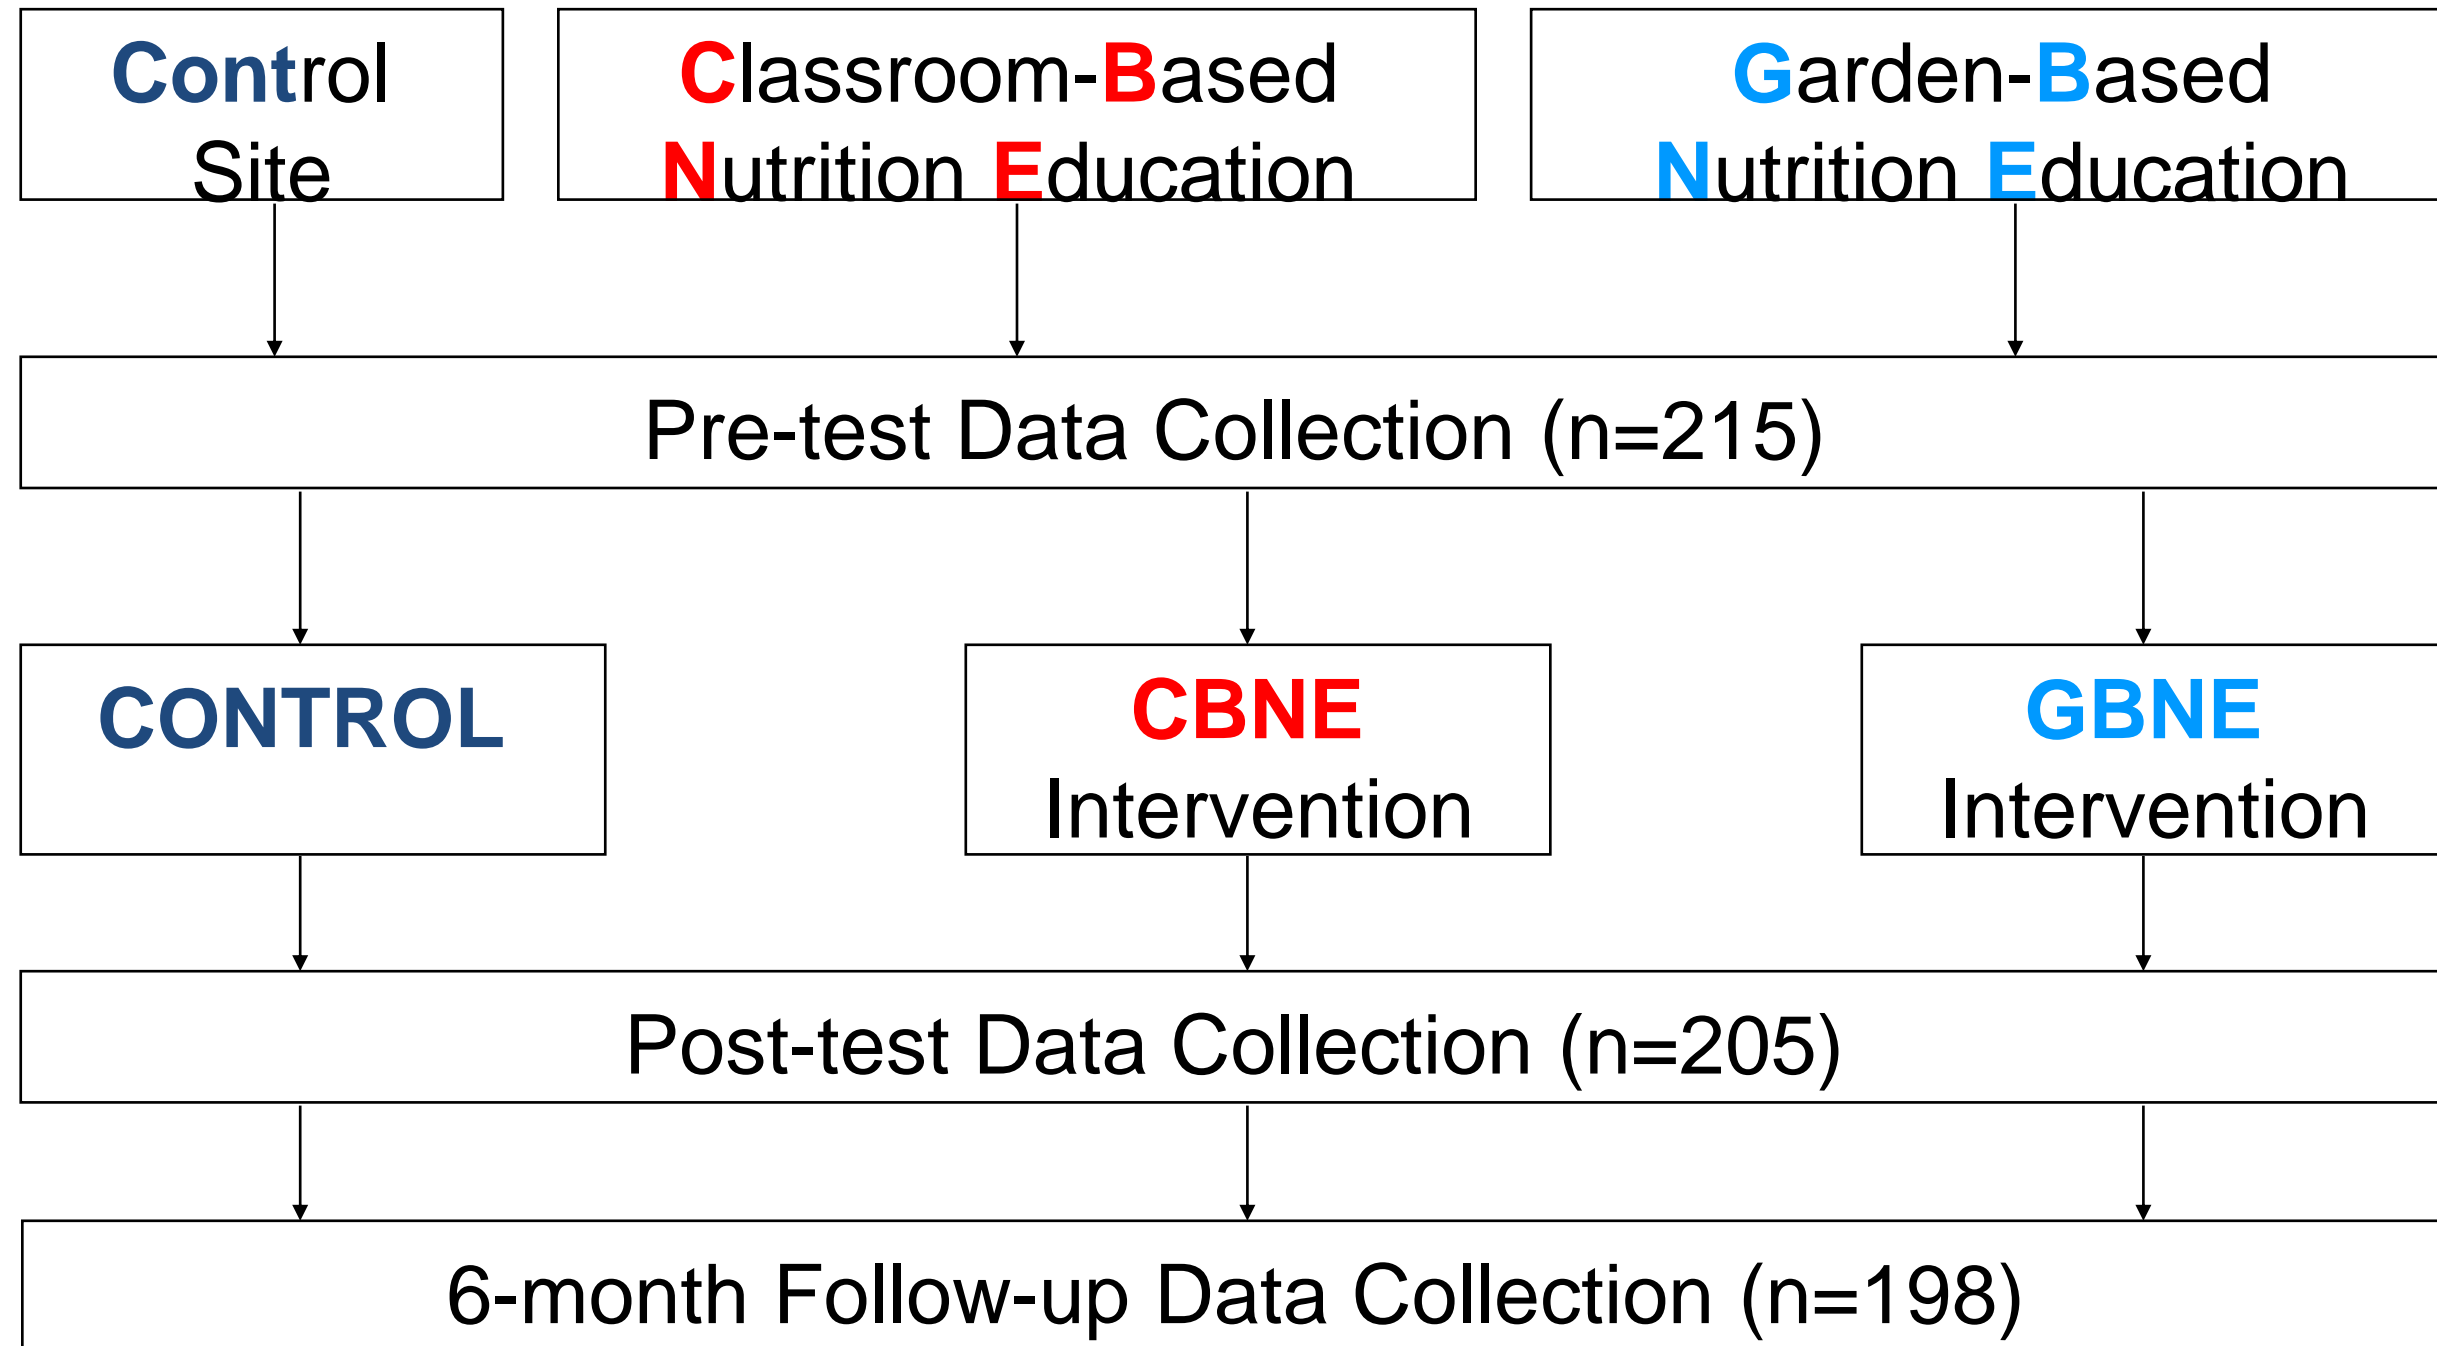 Control
Site
Classroom-Based
Nutrition Education
Garden-Based
Nutrition Education
Pre-test Data Collection (n=215)
CONTROL
CBNE
Intervention
GBNE
Intervention
Post-test Data Collection (n=205)
6-month Follow-up Data Collection (n=198)